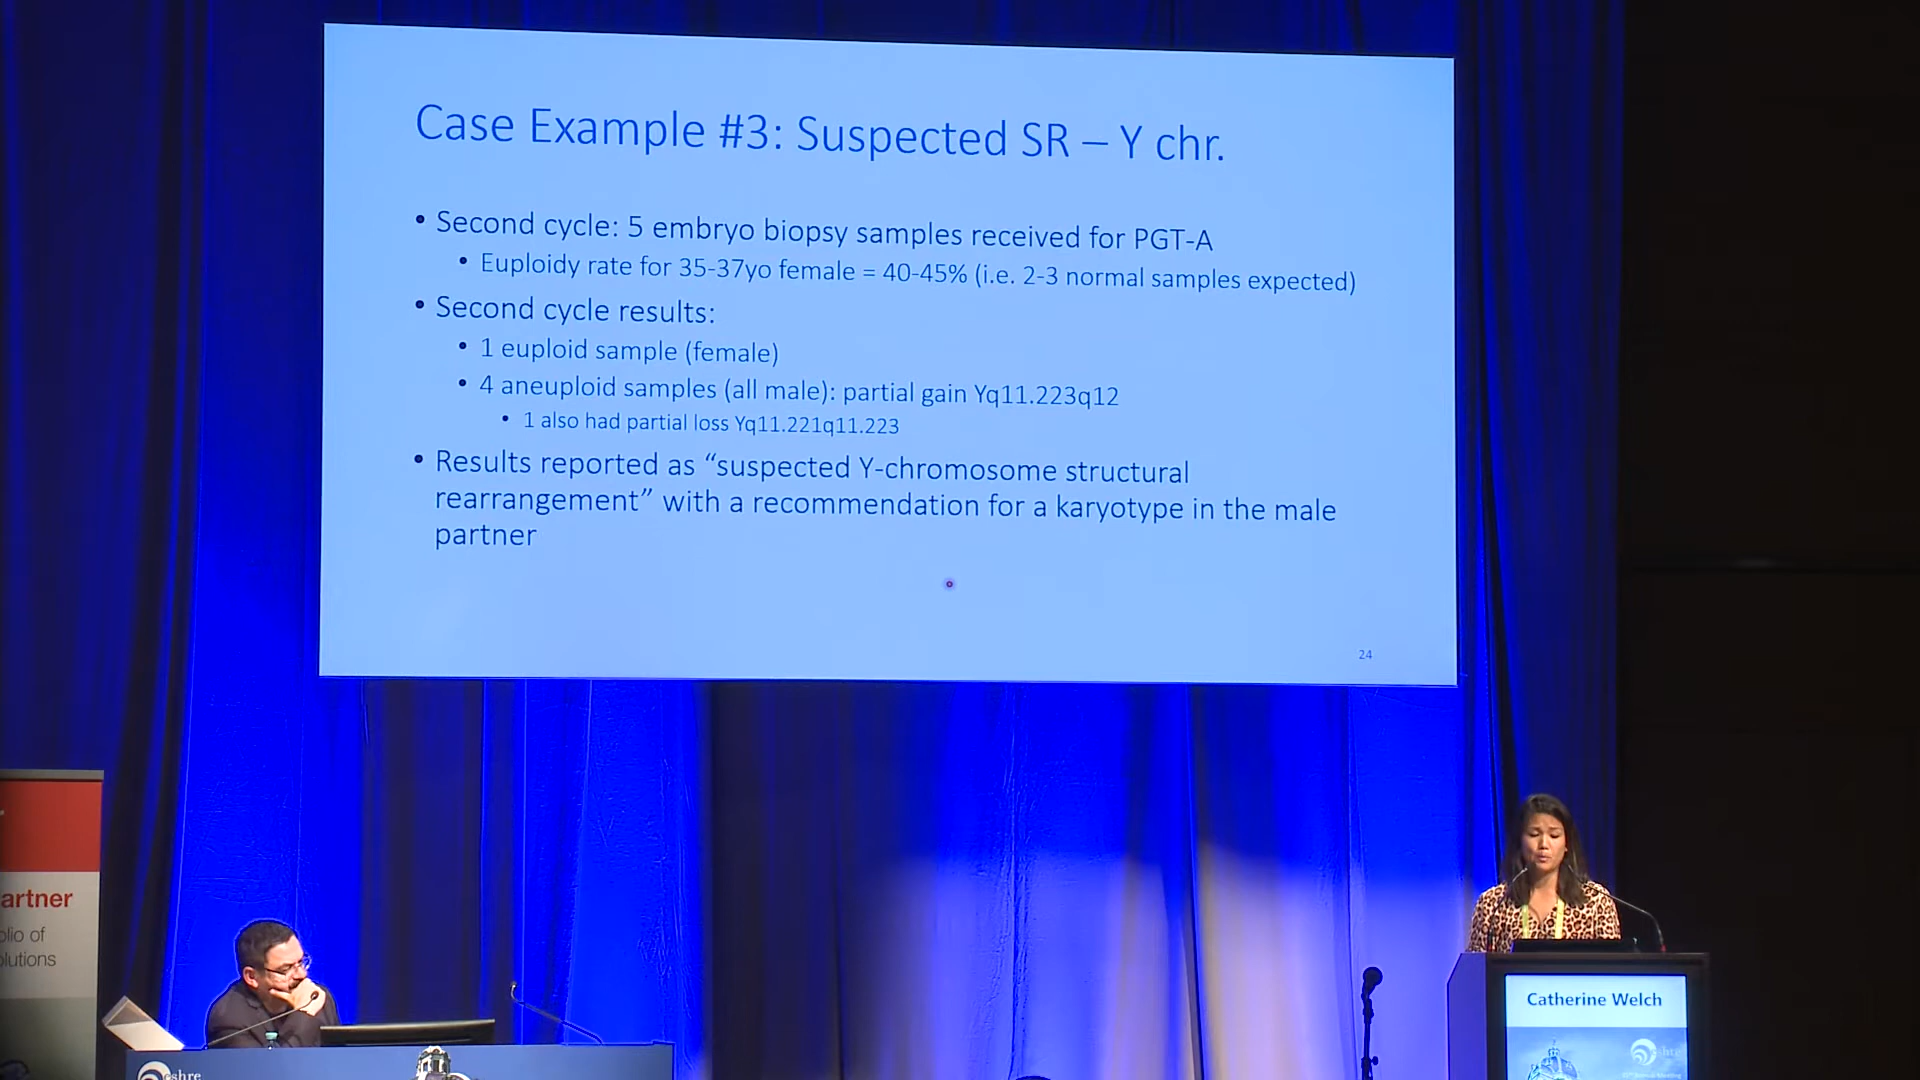 Case Example #3: Suspected SR – Y chr.
• Second cycle: 5 embryo biopsy samples received for PGT-A
• Euploidy rate for 35-37yo female = 40-45% (i.e. 2-3 normal samples expected)
• Second cycle results:
• 1 euploid sample (female)
• 4 aneuploid samples (all male): partial gain Yq11.223q12
• 1 also had partial loss Yq11.221q11.223
• Results reported as “suspected Y-chromosome structural
rearrangement” with a recommendation for a karyotype in the male
partner
24
artner
olio of
olutions
Catherine Welch
eshre
shre